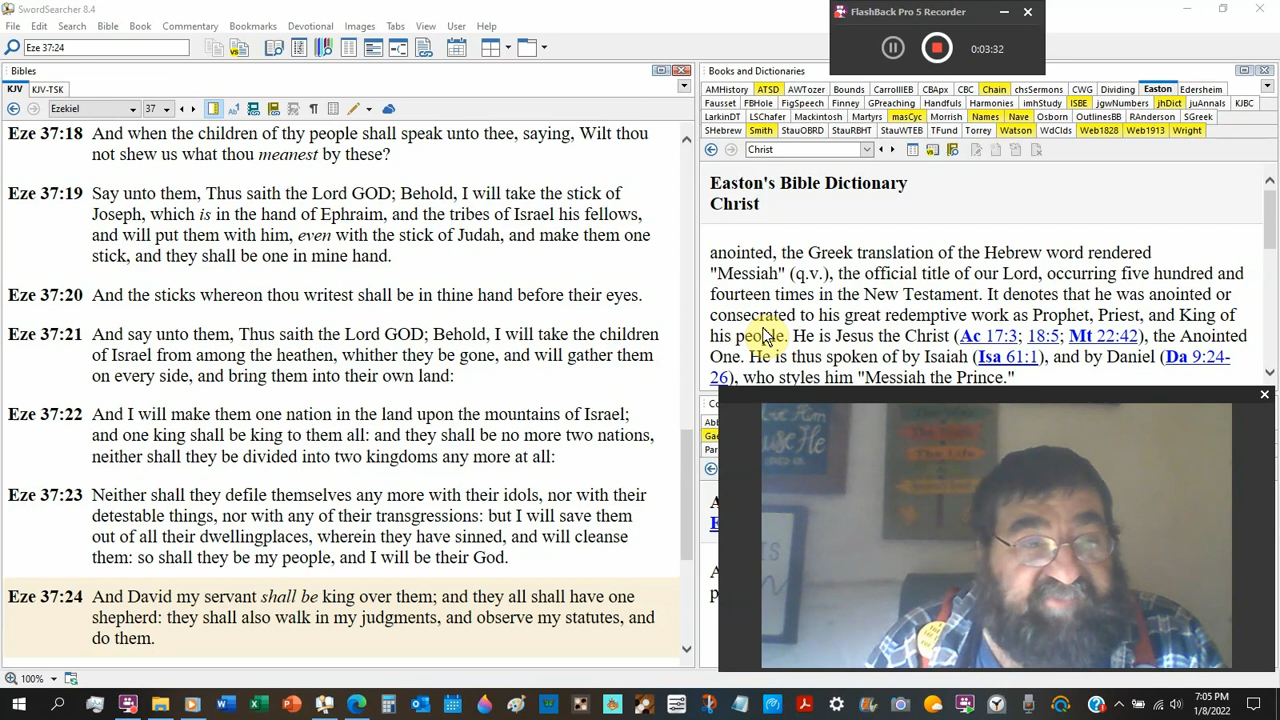 SwordSearcher 8.4
File Edit Search Bible Book Commentary Bookmarks Devotional Images Tabs View User Help
Eze 37:24
FlashBack Pro 5 Recorder
0:03:32
Bibles
KJV KJV-TSK
Ezekiel 37
Eze 37:18 And when the children of thy people shall speak unto thee, saying, Wilt thou
not shew us what thou meanest by these?
Eze 37:19 Say unto them, Thus saith the Lord GOD; Behold, I will take the stick of
Joseph, which is in the hand of Ephraim, and the tribes of Israel his fellows,
and will put them with him, even with the stick of Judah, and make them one
stick, and they shall be one in mine hand.
Eze 37:20 And the sticks whereon thou writest shall be in thine hand before their eyes.
Eze 37:21 And say unto them, Thus saith the Lord GOD; Behold, I will take the children
of Israel from among the heathen, whither they be gone, and will gather them
on every side, and bring them into their own land:
Eze 37:22 And I will make them one nation in the land upon the mountains of Israel;
and one king shall be king to them all: and they shall be no more two nations,
neither shall they be divided into two kingdoms any more at all:
Eze 37:23 Neither shall they defile themselves any more with their idols, nor with their
detestable things, nor with any of their transgressions: but I will save them
out of all their dwellingplaces, wherein they have sinned, and will cleanse
them: so shall they be my people, and I will be their God.
Eze 37:24 And David my servant shall be king over them; and they all shall have one
shepherd: they shall also walk in my judgments, and observe my statutes, and
do them.
100%
Books and Dictionaries
AMHistory ATSD AWTozer Bounds CarrollIEB CBApx CBC Chain chsSermons CWG Dividing Easton Edersheim
Fausset FBHole FigSpeech Finney GPreaching Handfuls Harmonies imhStudy ISBE jgwNumbers jhDict juAnnals KJBC
LarkinDT LSChafer Mackintosh Martyrs masCyc Morrish Names Nave Osborn OutlinesBB RAnderson SGreek
SHebrew Smith StauOBRD StauRBHT StauWTEB TFund Torrey Watson WdClds Web1828 Web1913 Wright
Christ
Easton's Bible Dictionary
Christ
anointed, the Greek translation of the Hebrew word rendered
"Messiah" (q.v.), the official title of our Lord, occurring five hundred and
fourteen times in the New Testament. It denotes that he was anointed or
consecrated to his great redemptive work as Prophet, Priest, and King of
his people. He is Jesus the Christ (Ac 17:3; 18:5; Mt 22:42), the Anointed
One. He is thus spoken of by Isaiah (Isa 61:1), and by Daniel (Da 9:24-
26), who styles him "Messiah the Prince."
7:05 PM
1/8/2022